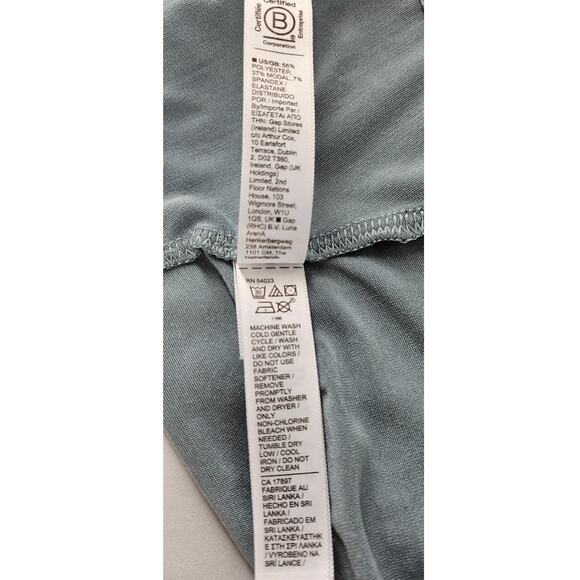 Certified
Certifiée
B
®
Corporation
Entreprise
■ US/GB: 56%
POLYESTER,
37% MODAL, 7%
SPANDEX /
ELASTANE
DISTRIBUIDO
POR / Imported
By/Importe Par /
ΕΙΣΑΓΕΤΑΙ ΑΠΟ
ΤΗΝ: Gap Stores
(Ireland) Limited
c/o Arthur Cox,
10 Earlsfort
Terrace, Dublin
2, D02 T380,
Ireland, Gap (UK
Holdings)
Limited, 2nd
Floor Nations
House, 103
Wigmore Street,
London, W1U
1QS, UK ■ Gap
(RHC) B.V. Luna
ArenA
Herikerbergweg
238 Amsterdam
1101 CM, The
Netherlands
RN 54023
30
1166
MACHINE WASH
COLD GENTLE
CYCLE / WASH
AND DRY WITH
LIKE COLORS /
DO NOT USE
FABRIC
SOFTENER /
REMOVE
PROMPTLY
FROM WASHER
AND DRYER /
ONLY
NON-CHLORINE
BLEACH WHEN
NEEDED /
TUMBLE DRY
LOW / COOL
IRON / DO NOT
DRY CLEAN
CA 17897
FABRIQUE AU
SRI LANKA /
HECHO EN SRI
LANKA /
FABRICADO EM
SRI LANKA /
ΚΑΤΑΣΚΕΥΑΣΤΗΚ
Ε ΣΤΗ ΣΡΙ ΛΑΝΚΑ
/ VYROBENO NA
SRÍ LANCE /